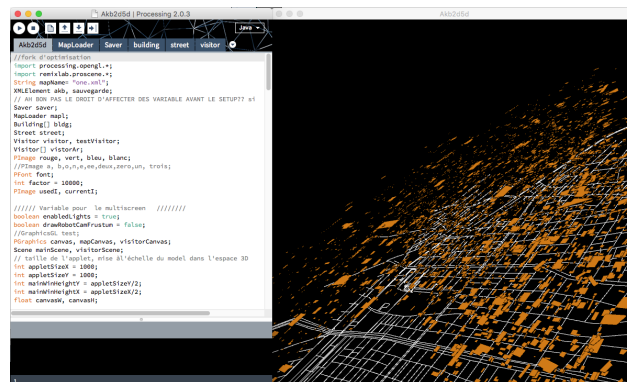 Akb2d5d | Processing 2.0.3
Akb2d5d
Java
Akb2d5d MapLoader Saver building street visitor
//fork d'optimisation
import processing.opengl.*;
import remixlab.proscene.*;
String mapName= "one.xml";
XMLElement akb, sauvegarde;
// AH BON PAS LE DROIT D'AFFECTER DES VARIABLE AVANT LE SETUP?? si
Saver saver;
MapLoader mapl;
Building[] bldg;
Street street;
Visitor visitor, testVisitor;
Visitor[] vistorAr;
PImage rouge, vert, bleu, blanc;
//PImage a, b,o,n,e,ee,deux,zero,un, trois;
PFont font;
int factor = 10000;
PImage usedI, currentI;
////// Variable pour le multiscreen ////////
boolean enabledLights = true;
boolean drawRobotCamFrustum = false;
//GraphicsGL test;
PGraphics canvas, mapCanvas, visitorCanvas;
Scene mainScene, visitorScene;
// taille de l'applet, mise àl'échelle du model dans l'espace 3D
int appletSizeX = 1000;
int appletSizeY = 1000;
int mainWinHeightY = appletSizeY/2;
int mainWinHeightX = appletSizeX/2;
float canvasW, canvasH;
1